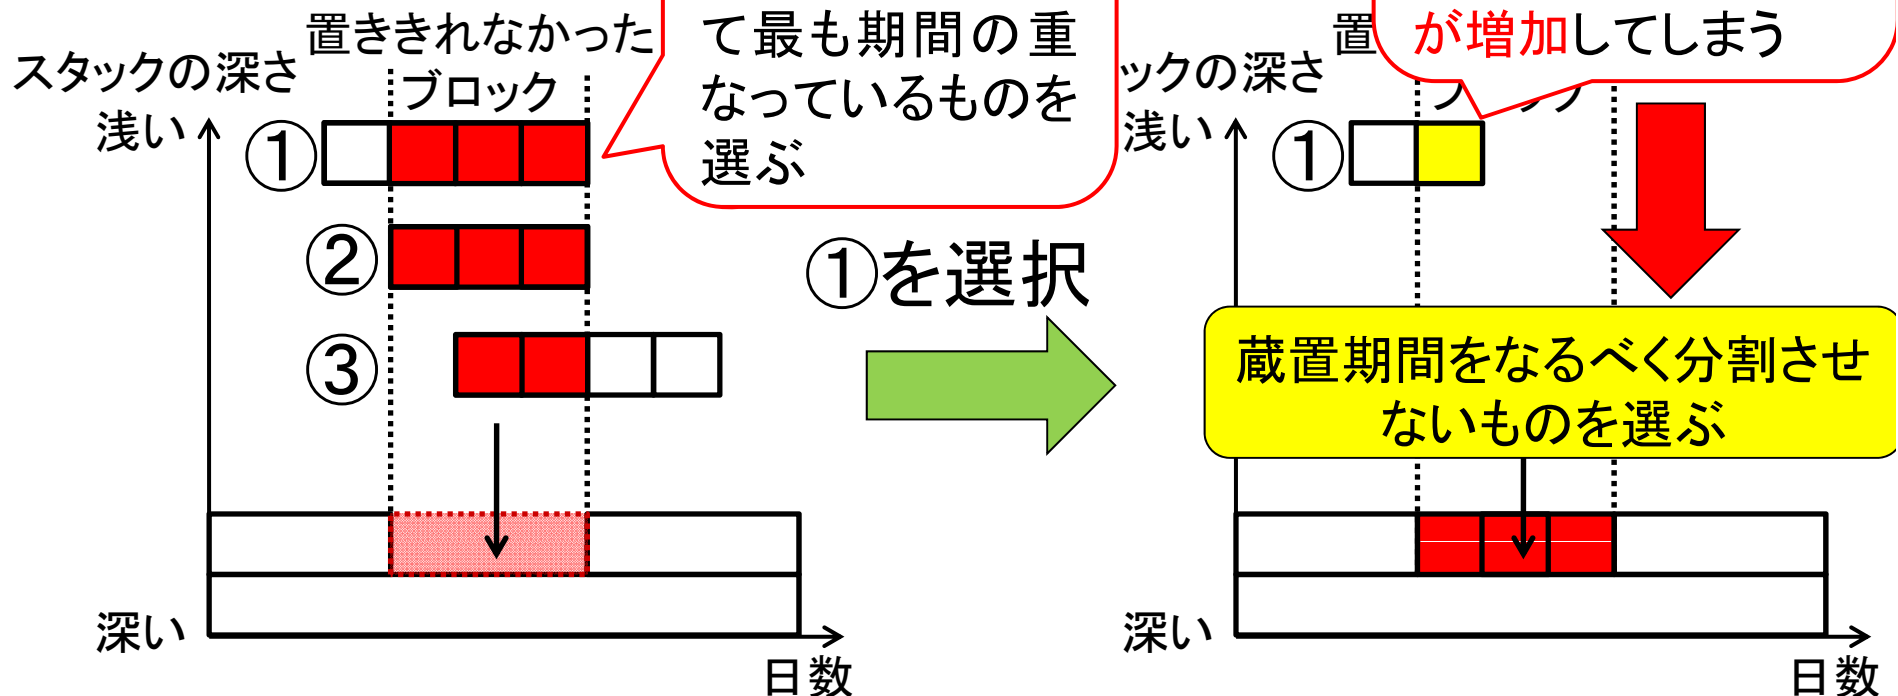 置ききれなかった
ブロック
スタックの深さ
浅い
①
②
③
深い
日数
て最も期間の重
なっているものを
選ぶ
①を選択
置
が増加してしまう
ックの深さ
浅い
①
蔵置期間をなるべく分割させ
ないものを選ぶ
深い
日数